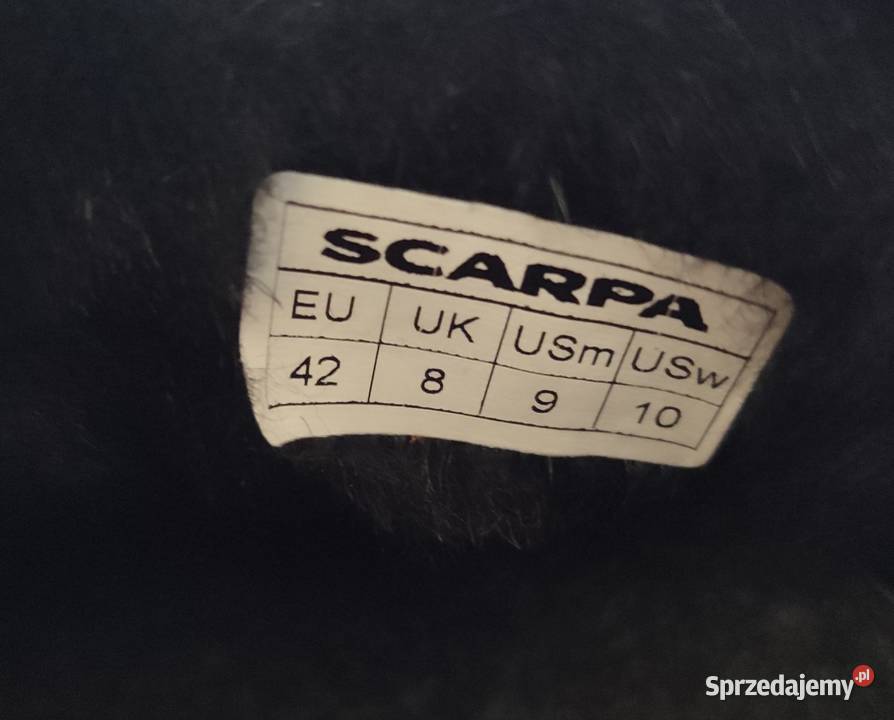 SCARPA
EU UK USm USw
42 8 9 10
Sprzedajemy.pl